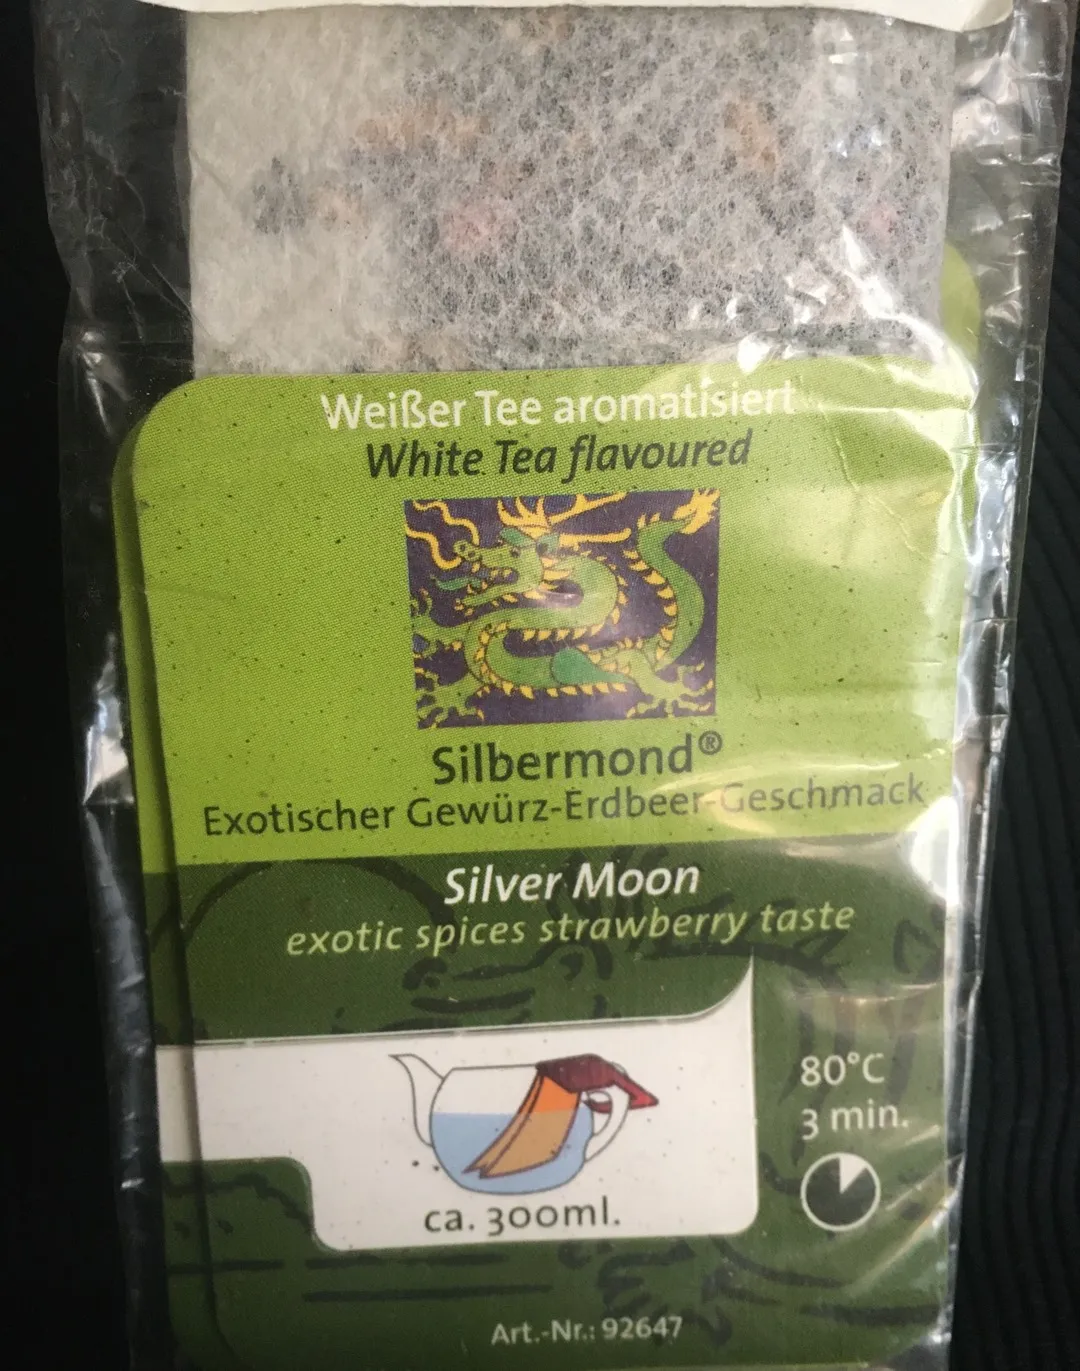 Weißer Tee aromatisiert
White Tea flavoured
Silbermond®
Exotischer Gewürz-Erdbeer-Geschmack
Silver Moon
exotic spices strawberry taste
80°C
3 min.
ca. 300ml.
Art.-Nr.: 92647